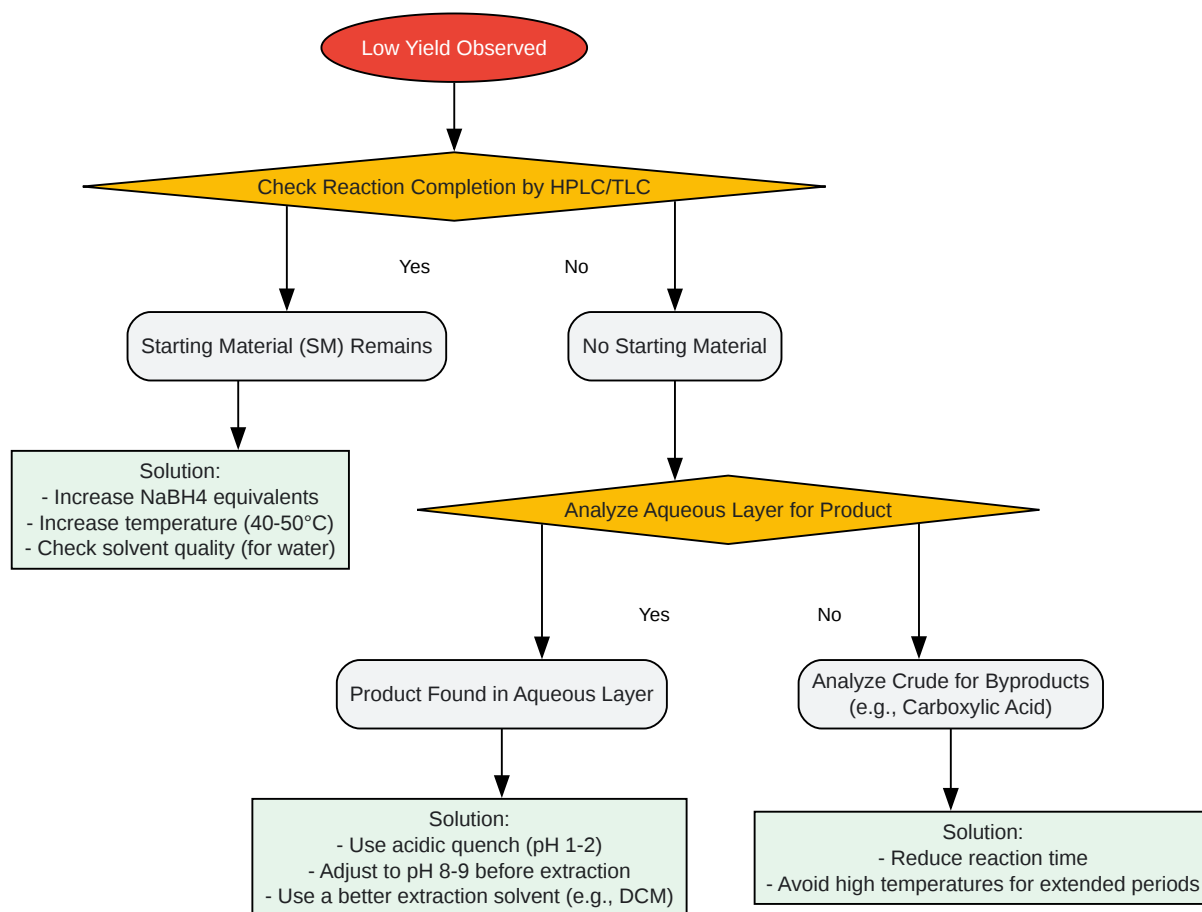 Low Yield Observed
Check Reaction Completion by HPLC/TLC
Yes
No
Starting Material (SM) Remains
No Starting Material
Solution:
- Increase NaBH4 equivalents
- Increase temperature (40-50°C)
- Check solvent quality (for water)
Analyze Aqueous Layer for Product
Yes
No
Product Found in Aqueous Layer
Analyze Crude for Byproducts
(e.g., Carboxylic Acid)
Solution:
- Use acidic quench (pH 1-2)
- Adjust to pH 8-9 before extraction
- Use a better extraction solvent (e.g., DCM)
Solution:
- Reduce reaction time
- Avoid high temperatures for extended periods